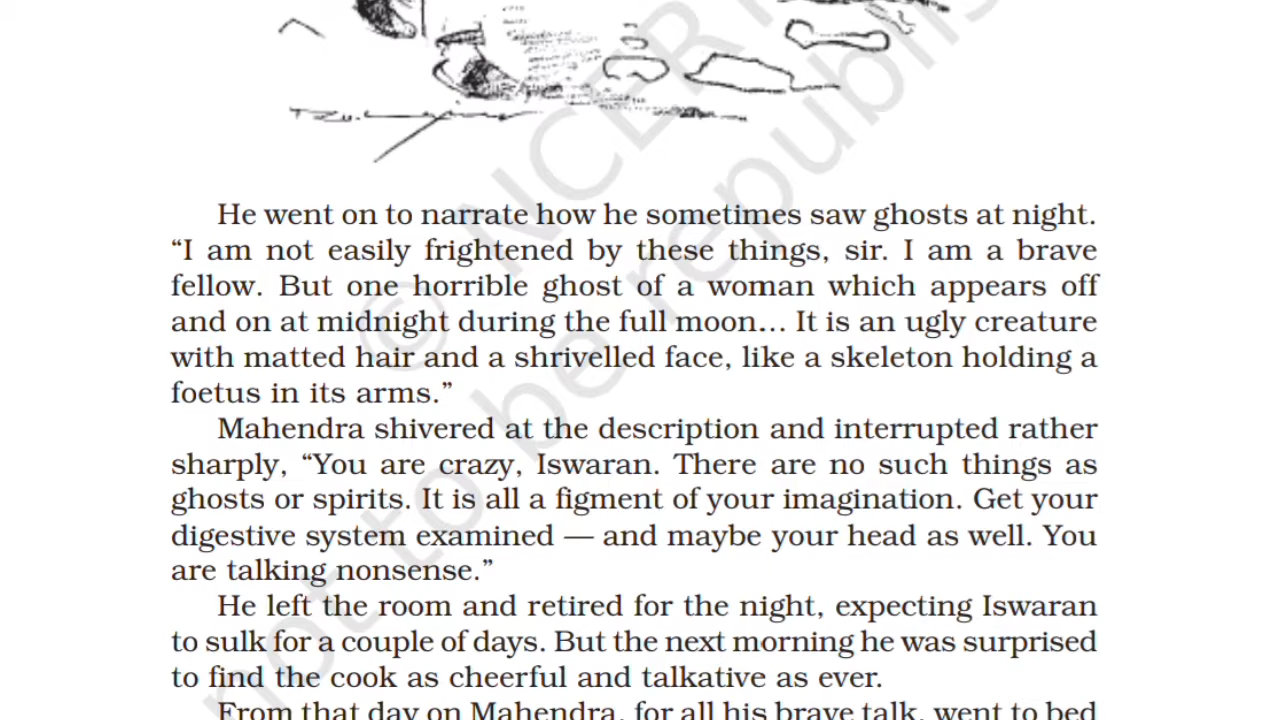 He went on to narrate how he sometimes saw ghosts at night.
“I am not easily frightened by these things, sir. I am a brave
fellow. But one horrible ghost of a woman which appears off
and on at midnight during the full moon… It is an ugly creature
with matted hair and a shrivelled face, like a skeleton holding a
foetus in its arms.”
Mahendra shivered at the description and interrupted rather
sharply, “You are crazy, Iswaran. There are no such things as
ghosts or spirits. It is all a figment of your imagination. Get your
digestive system examined — and maybe your head as well. You
are talking nonsense.”
He left the room and retired for the night, expecting Iswaran
to sulk for a couple of days. But the next morning he was surprised
to find the cook as cheerful and talkative as ever.
From that day on Mahendra, for all his brave talk, went to bed
© NCER
not to be republis